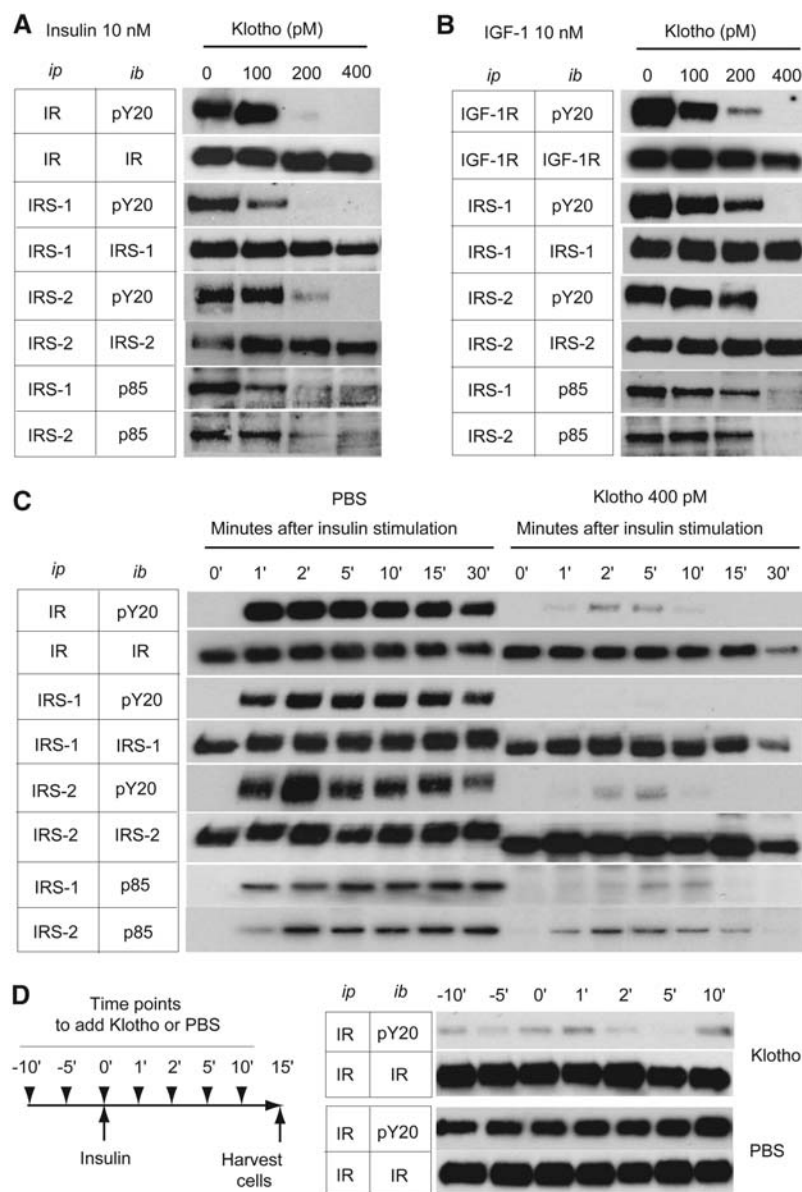 A Insulin 10 nM Klotho (pM)
ip ib 0 100 200 400
IR pY20
IR IR
IRS-1 pY20
IRS-1 IRS-1
IRS-2 pY20
IRS-2 IRS-2
IRS-1 p85
IRS-2 p85
B IGF-1 10 nM Klotho (pM)
ip ib 0 100 200 400
IGF-1R pY20
IGF-1R IGF-1R
IRS-1 pY20
IRS-1 IRS-1
IRS-2 pY20
IRS-2 IRS-2
IRS-1 p85
IRS-2 p85
C PBS Klotho 400 pM
Minutes after insulin stimulation Minutes after insulin stimulation
ip ib 0' 1' 2' 5' 10' 15' 30' 0' 1' 2' 5' 10' 15' 30'
IR pY20
IR IR
IRS-1 pY20
IRS-1 IRS-1
IRS-2 pY20
IRS-2 IRS-2
IRS-1 p85
IRS-2 p85
D Time points
to add Klotho or PBS
-10' -5' 0' 1' 2' 5' 10' 15'
Insulin Harvest
cells
ip ib -10' -5' 0' 1' 2' 5' 10'
IR pY20
IR IR
Klotho
IR pY20
IR IR
PBS